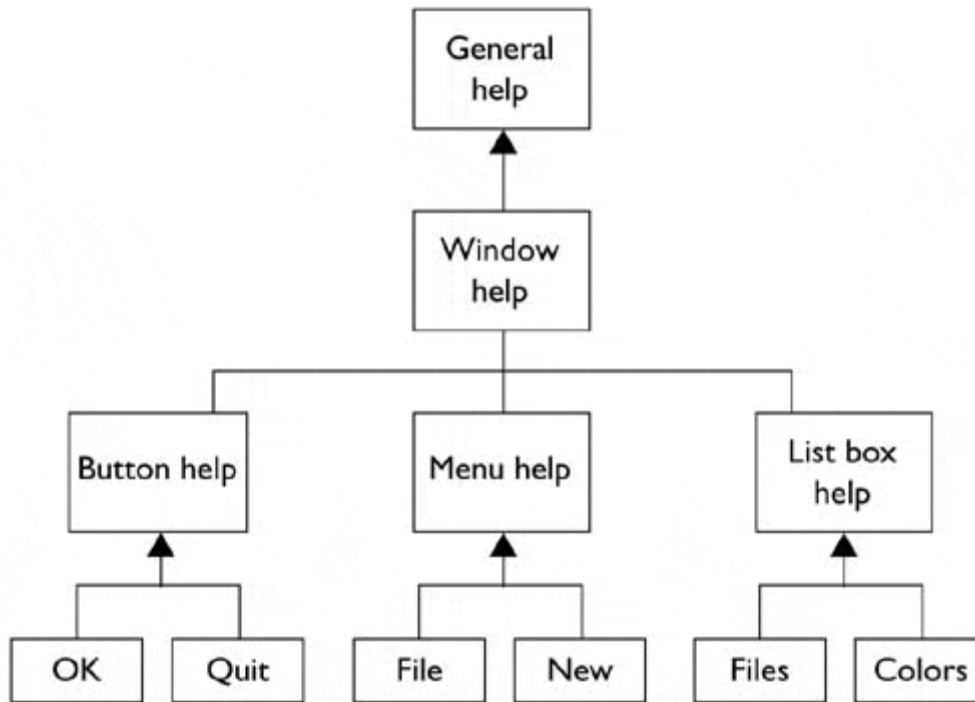 General
help
Window
help
Button help
Menu help
List box
help
OK
Quit
File
New
Files
Colors